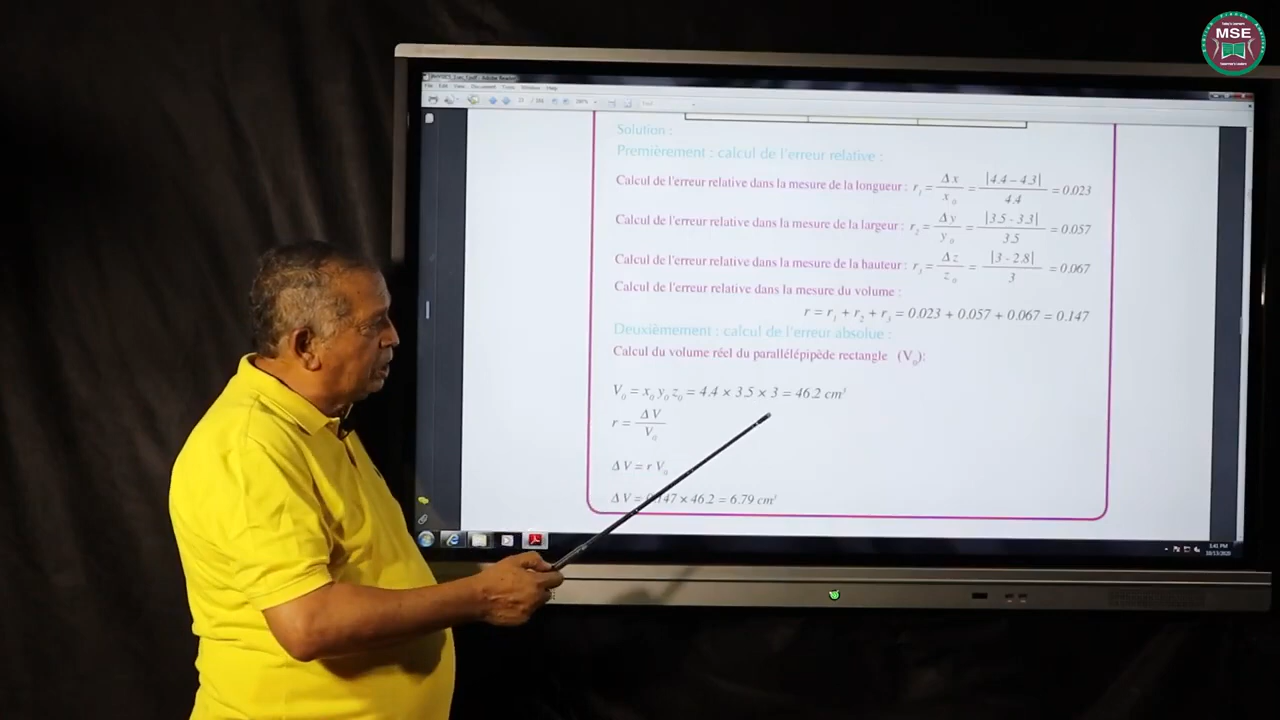 MSE
Solution :
Premièrement : calcul de l'erreur relative :
Calcul de l'erreur relative dans la mesure de la longueur : r₁ = Δx / x₀ = |4.4 – 4.3| / 4.4 = 0.023
Calcul de l'erreur relative dans la mesure de la largeur : r₂ = Δy / y₀ = |3.5 - 3.3| / 3.5 = 0.057
Calcul de l'erreur relative dans la mesure de la hauteur : r₃ = Δz / z₀ = |3 - 2.8| / 3 = 0.067
Calcul de l'erreur relative dans la mesure du volume :
r = r₁ + r₂ + r₃ = 0.023 + 0.057 + 0.067 = 0.147
Deuxièmement : calcul de l'erreur absolue :
Calcul du volume réel du parallélépipède rectangle (V₀):
V₀ = x₀ y₀ z₀ = 4.4 × 3.5 × 3 = 46.2 cm³
r = ΔV / V₀
ΔV = r V₀
ΔV = 0.147 × 46.2 = 6.79 cm³